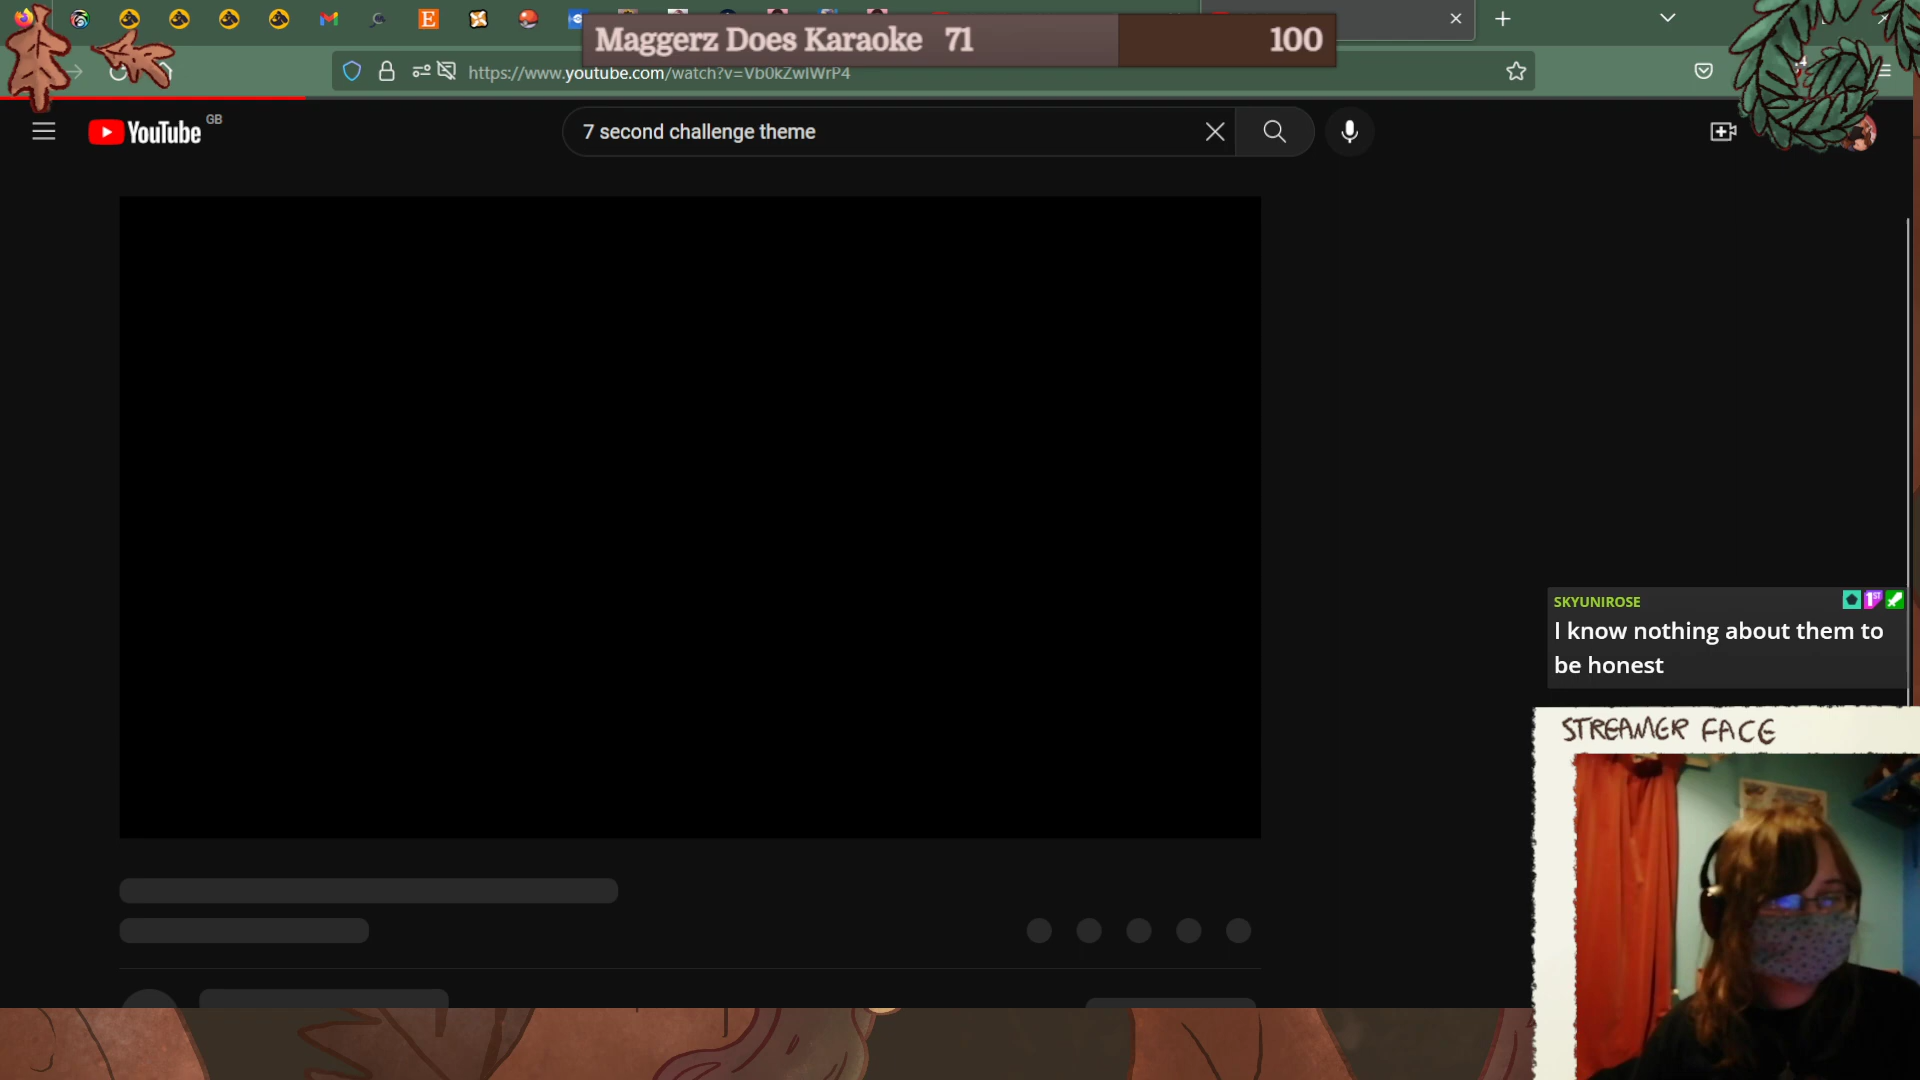 Maggerz Does Karaoke 71 100
https://www.youtube.com/watch?v=Vb0kZwIWrP4
YouTube GB
7 second challenge theme
SKYUNIROSE
I know nothing about them to
be honest
STREAMER FACE